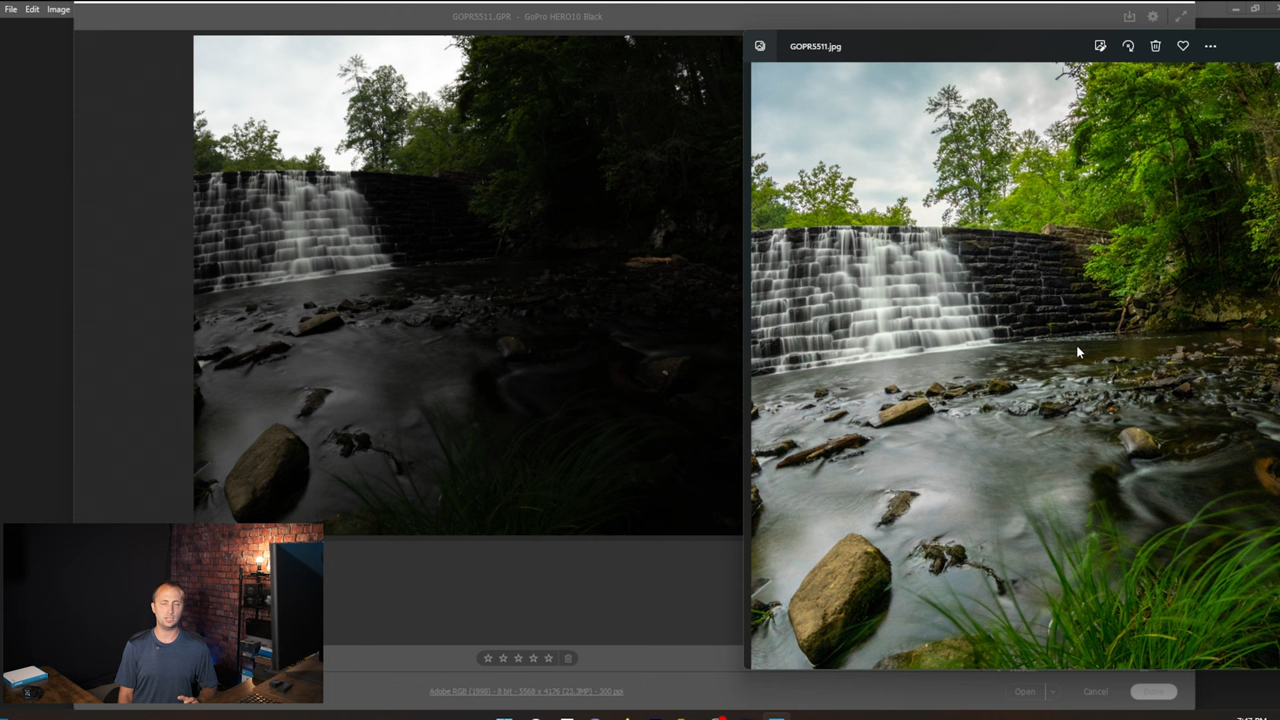 File Edit Image
GOPR5511.GPR - GoPro HERO10 Black
GOPR5511.jpg
Adobe RGB (1998) - 8 bit - 5568 x 4176 (23.3MP) - 300 ppi
Open
Cancel
Done